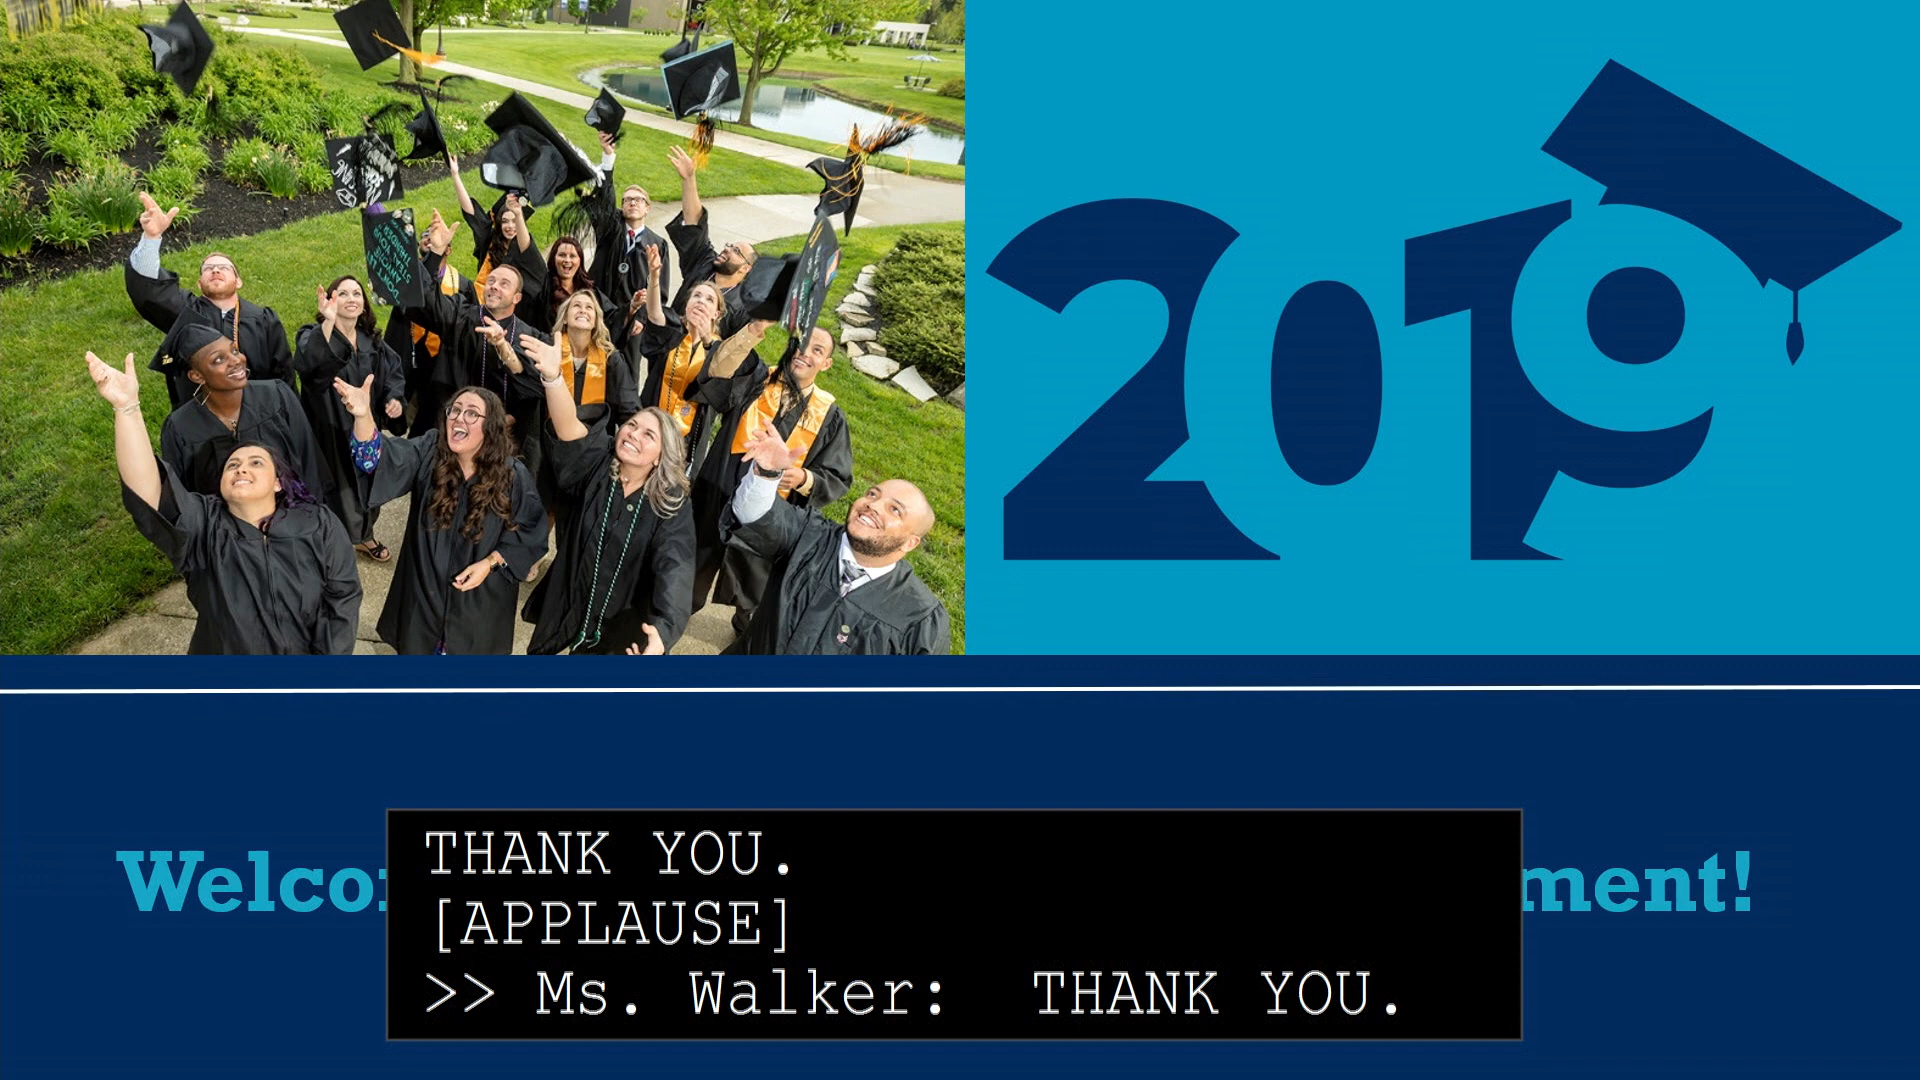 2019
Welco
ment!
THANK YOU.
[APPLAUSE]
>> Ms. Walker:  THANK YOU.